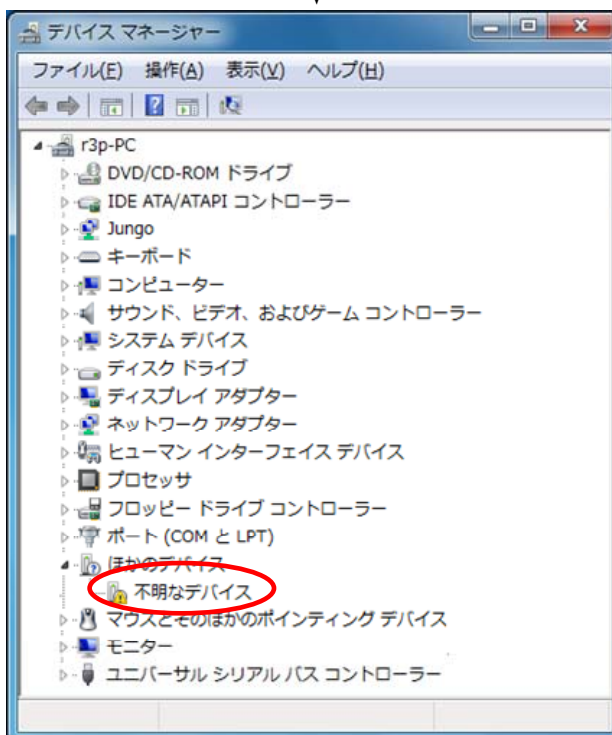 デバイス マネージャー
ファイル(F) 操作(A) 表示(V) ヘルプ(H)
r3p-PC
DVD/CD-ROM ドライブ
IDE ATA/ATAPI コントローラー
Jungo
キーボード
コンピューター
サウンド、ビデオ、およびゲーム コントローラー
システム デバイス
ディスク ドライブ
ディスプレイ アダプター
ネットワーク アダプター
ヒューマン インターフェイス デバイス
プロセッサ
フロッピー ドライブ コントローラー
ポート (COM と LPT)
ほかのデバイス
不明なデバイス
マウスとそのほかのポインティング デバイス
モニター
ユニバーサル シリアル バス コントローラー